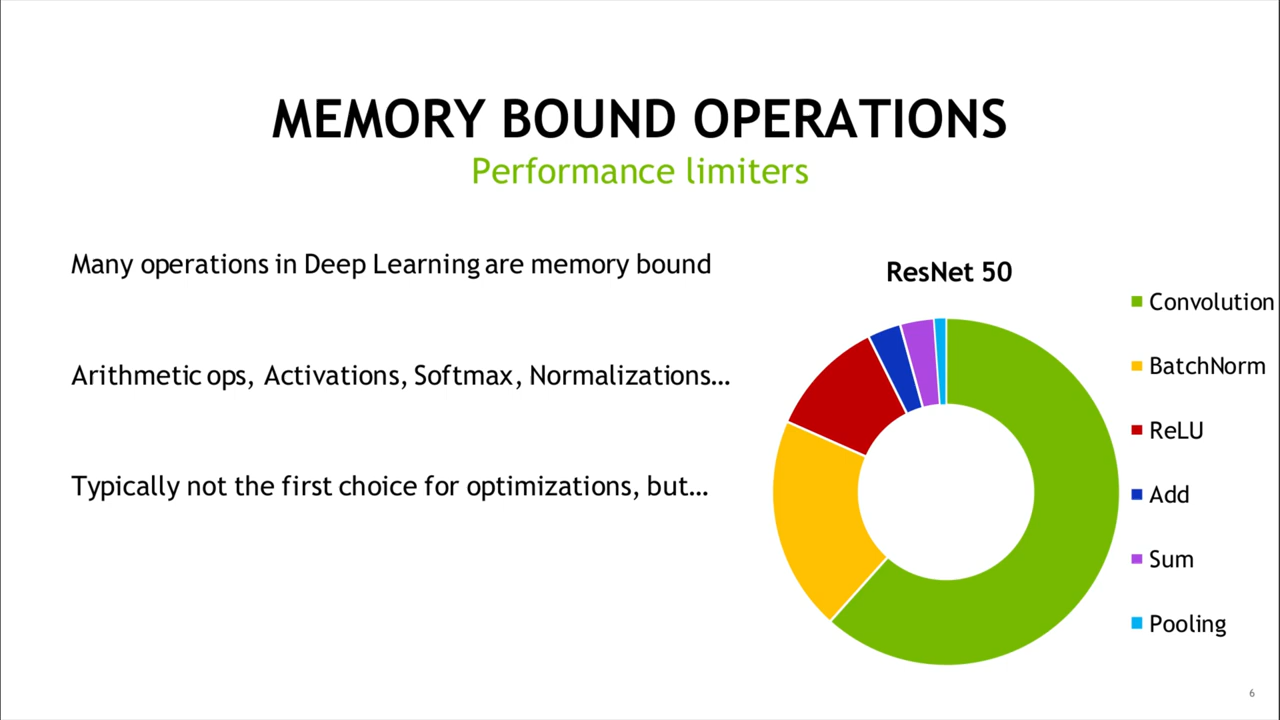 MEMORY BOUND OPERATIONS
Performance limiters
Many operations in Deep Learning are memory bound
Arithmetic ops, Activations, Softmax, Normalizations...
Typically not the first choice for optimizations, but...
ResNet 50
Convolution
BatchNorm
ReLU
Add
Sum
Pooling
6